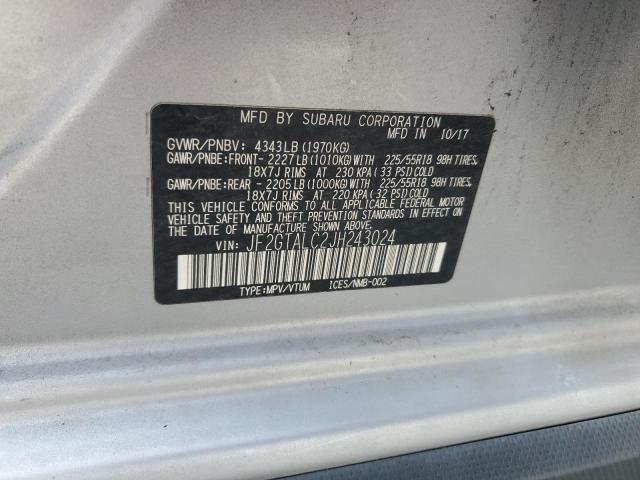 MFD BY SUBARU CORPORATION
MFD IN 10/17
GVWR/PNBV: 4343LB(1970KG)
GAWR/PNBE:FRONT- 2227LB(1010KG)WITH 225/55R18 98H TIRES,
18X7J RIMS AT 230 KPA(33 PSI)COLD
GAWR/PNBE:REAR - 2205LB(1000KG)WITH 225/55R18 98H TIRES,
18X7J RIMS AT 220 KPA(32 PSI)COLD
THIS VEHICLE CONFORMS TO ALL APPLICABLE FEDERAL MOTOR
VEHICLE SAFETY AND BUMPER STANDARDS IN EFFECT ON
THE DATE OF MANUFACTURE SHOWN ABOVE.
VIN: JF2GTALC2JH243024
TYPE:MPV/VTUM ICES/NMB-002